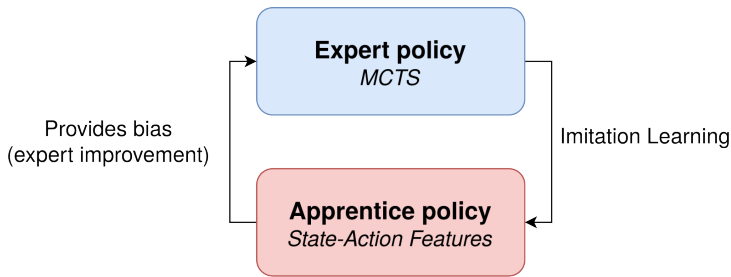 Expert policy
MCTS
Provides bias
(expert improvement)
Imitation Learning
Apprentice policy
State-Action Features